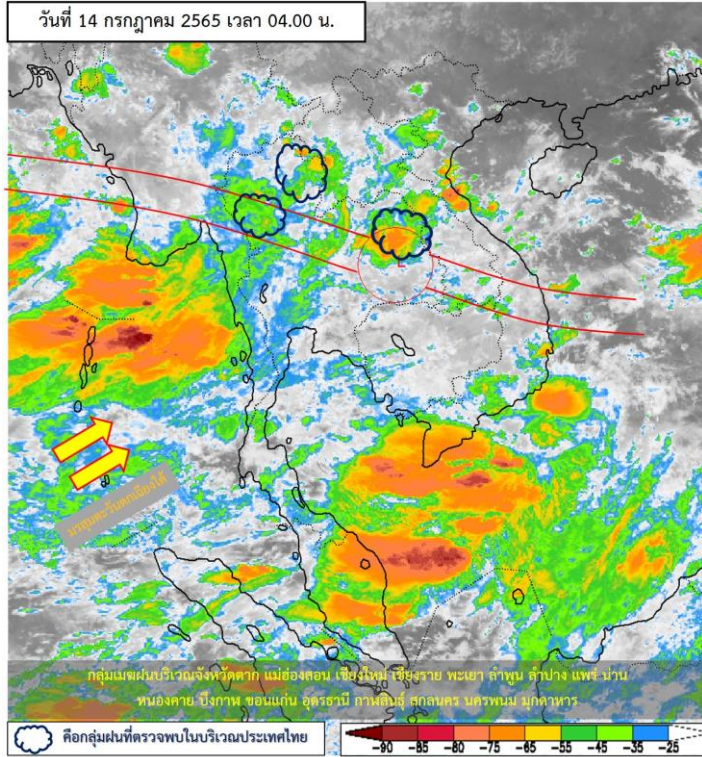 วันที่ 14 กรกฎาคม 2565 เวลา 04.00 น.
L
มรสุมตะวันตกเฉียงใต้
กลุ่มเมฆฝนบริเวณจังหวัดตาก แม่ฮ่องสอน เชียงใหม่ เชียงราย พะเยา ลำพูน ลำปาง แพร่ น่าน
หนองคาย บึงกาฬ ขอนแก่น อุดรธานี กาฬสินธุ์ สกลนคร นครพนม มุกดาหาร
คือกลุ่มฝนที่ตรวจพบในบริเวณประเทศไทย
-90 -85 -80 -75 -65 -55 -45 -35 -25